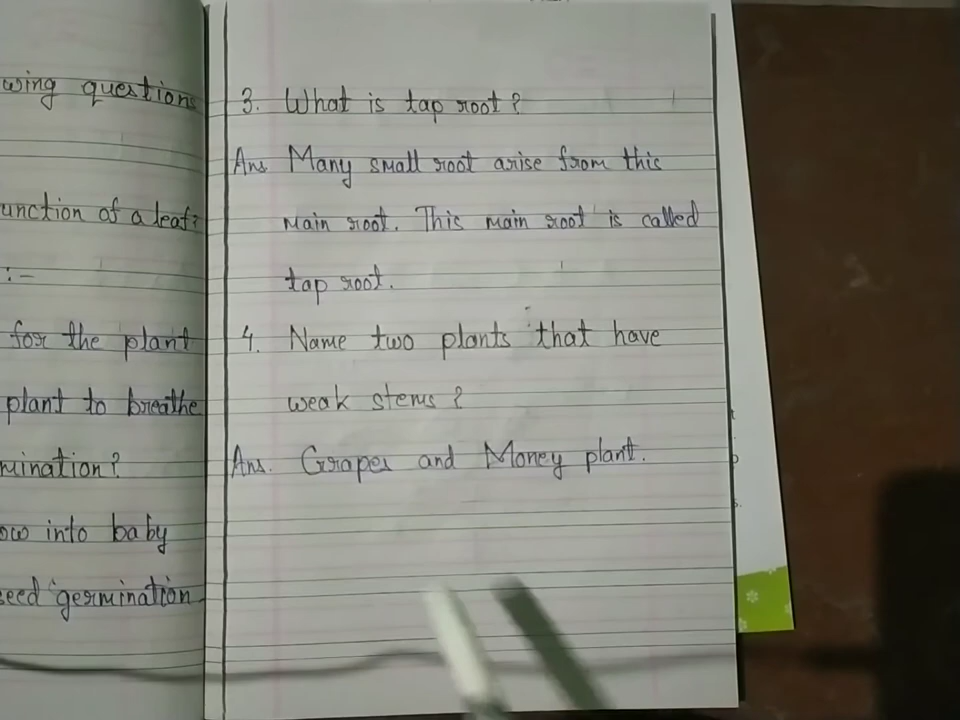 wing questions
unction of a leaf?
:-
for the plant
plant to breathe
mination?
ow into baby
seed germination
3. What is tap root?
Ans Many small root arise from this
main root. This main root is called
tap root.
4. Name two plants that have
weak stems?
Ans. Grapes and Money plant.